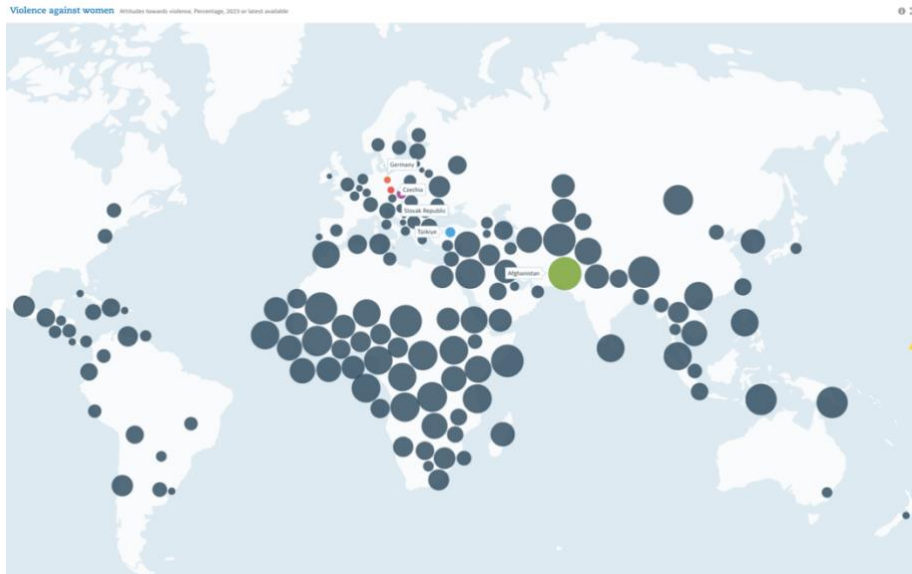 Violence against women Attitudes towards violence, Percentage, 2023 or latest available
Germany
Czechia
Slovak Republic
Türkiye
Afghanistan